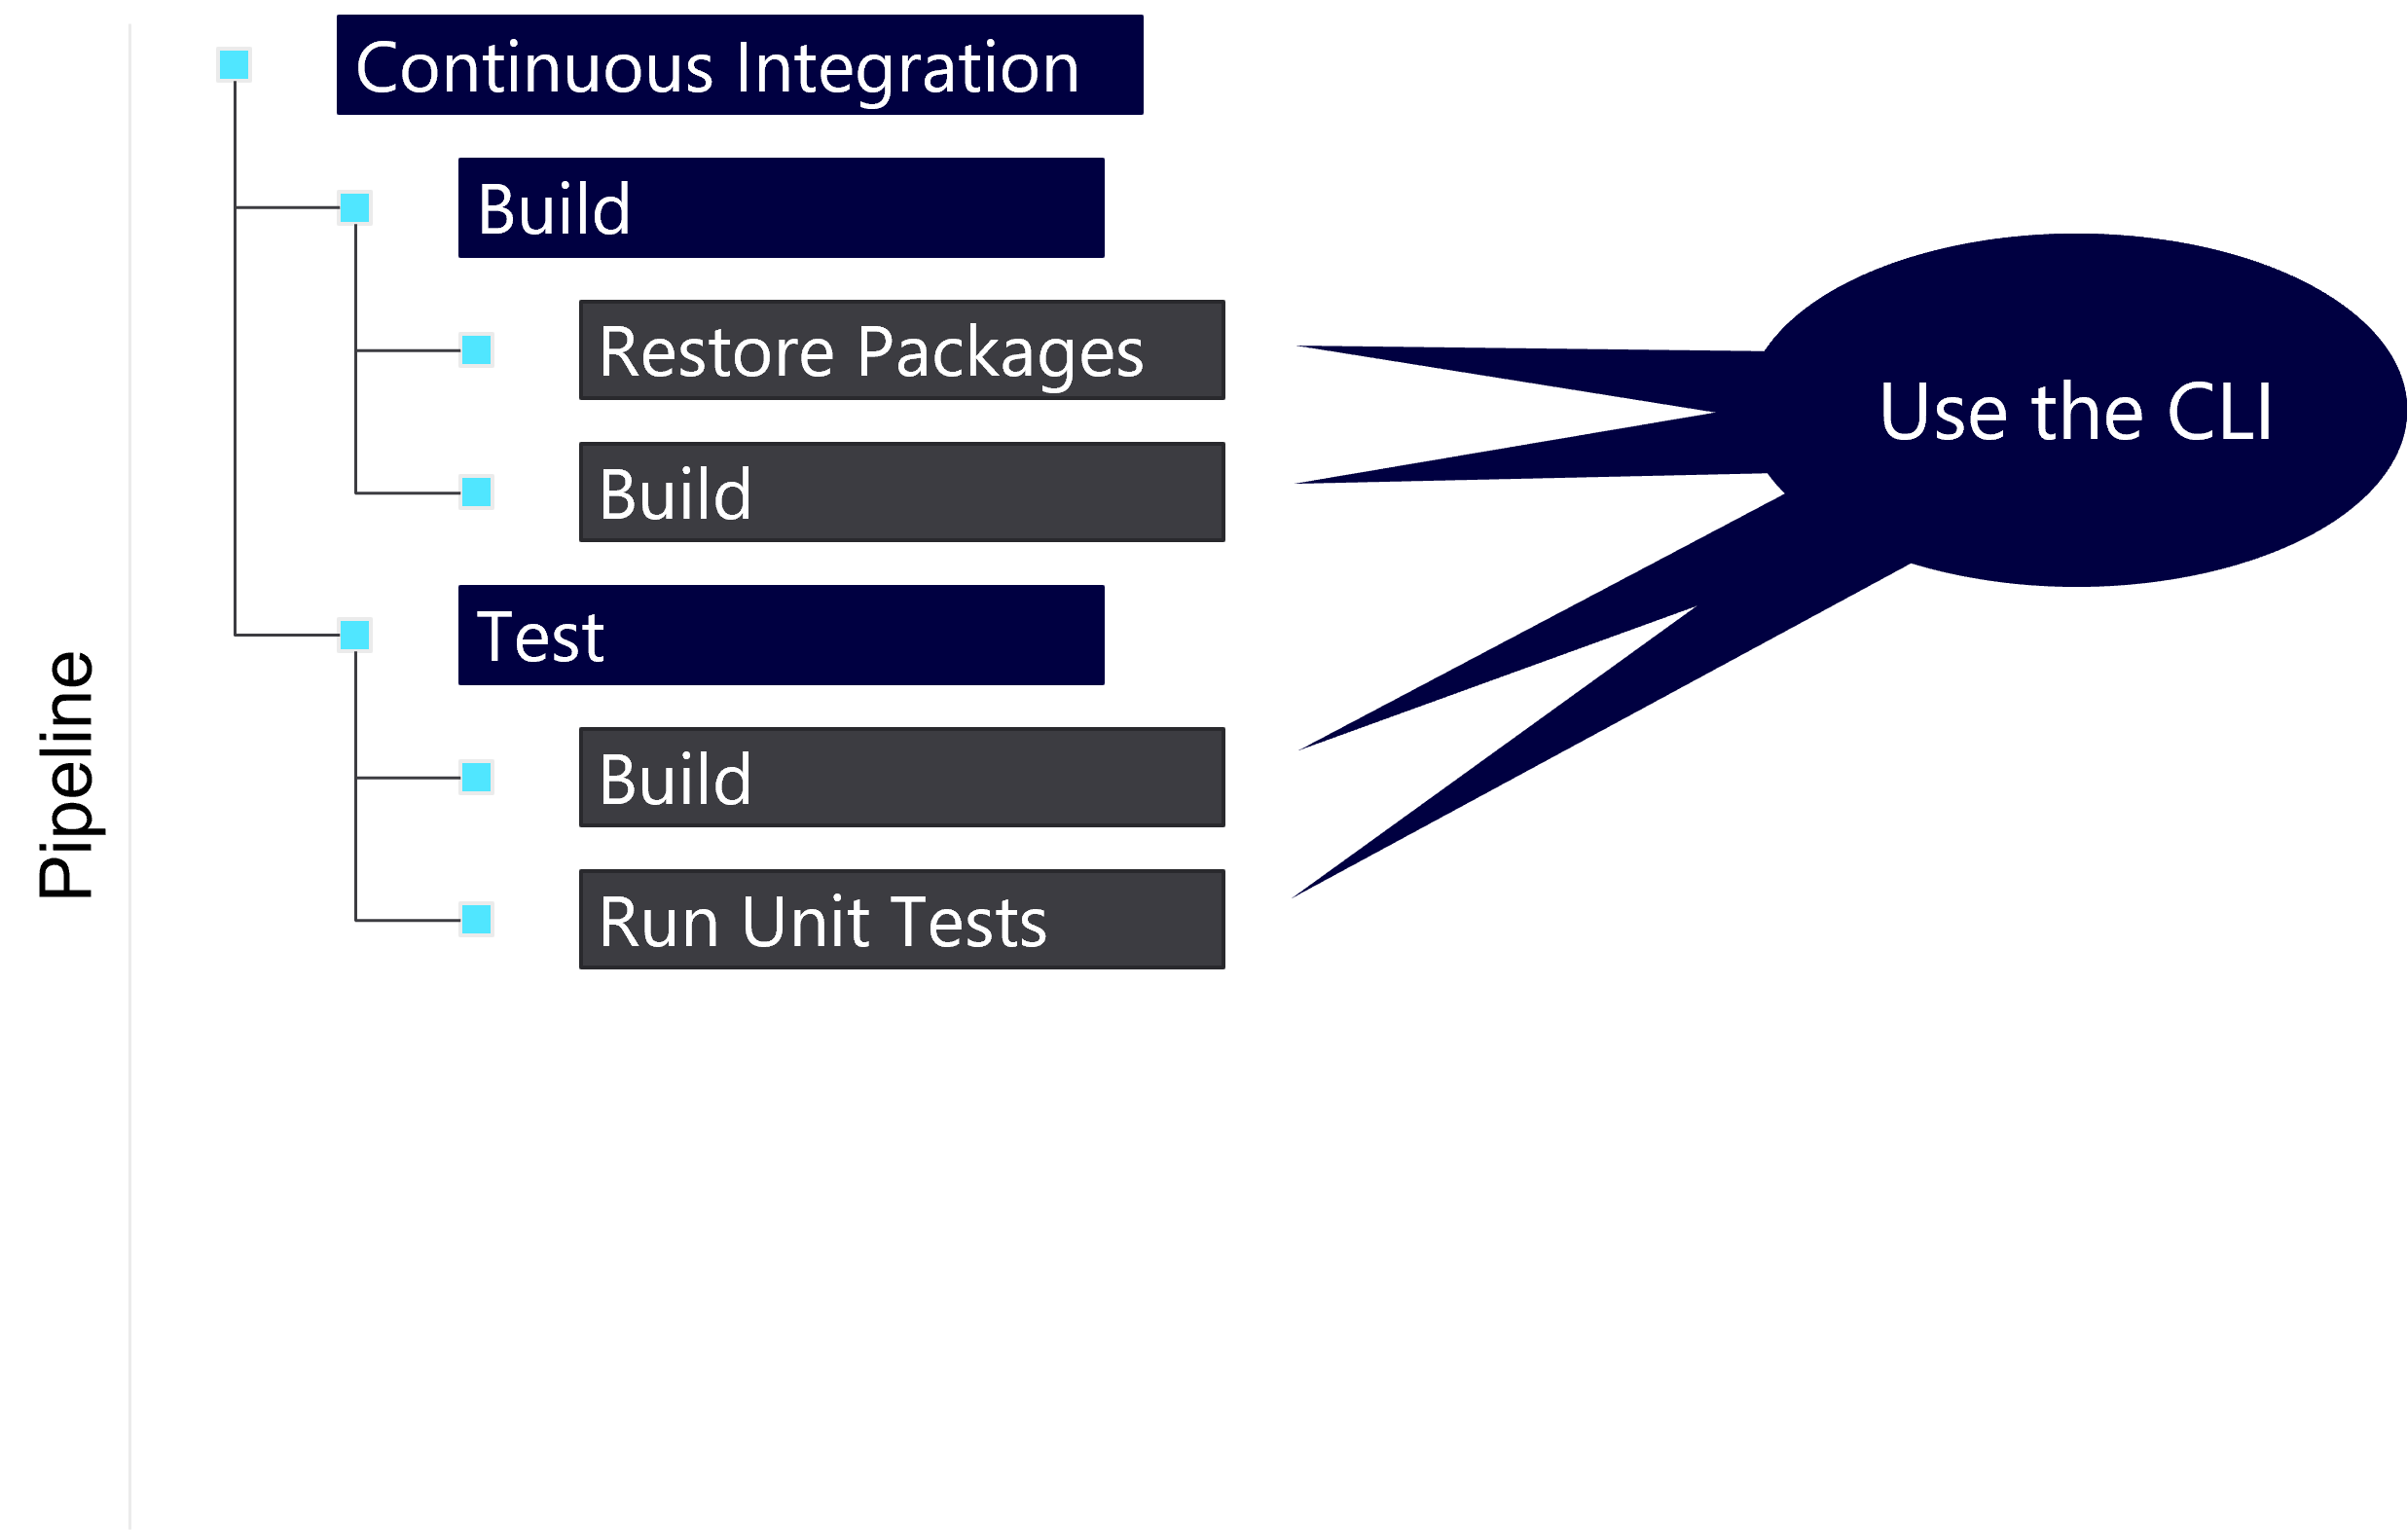 Pipeline
Continuous Integration
Build
Restore Packages
Build
Test
Build
Run Unit Tests
Use the CLI